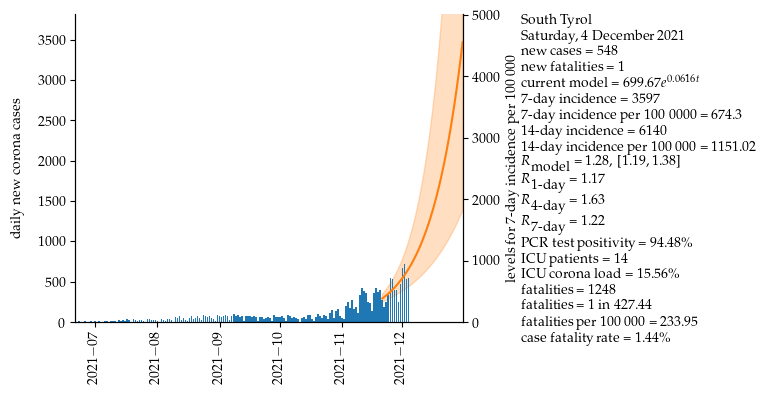 daily new corona cases
3500
3000
2500
2000
1500
1000
500
0
2021−07
2021−08
2021−09
2021−10
2021−11
2021−12
5000
4000
3000
2000
1000
0
levels for 7-day incidence per 100 000
South Tyrol
Saturday, 4 December 2021
new cases = 548
new fatalities = 1
current model = 699.67e^0.0616t
7-day incidence = 3597
7-day incidence per 100 0000 = 674.3
14-day incidence = 6140
14-day incidence per 100 000 = 1151.02
R model = 1.28, [1.19, 1.38]
R 1-day = 1.17
R 4-day = 1.63
R 7-day = 1.22
PCR test positivity = 94.48%
ICU patients = 14
ICU corona load = 15.56%
fatalities = 1248
fatalities = 1 in 427.44
fatalities per 100 000 = 233.95
case fatality rate = 1.44%